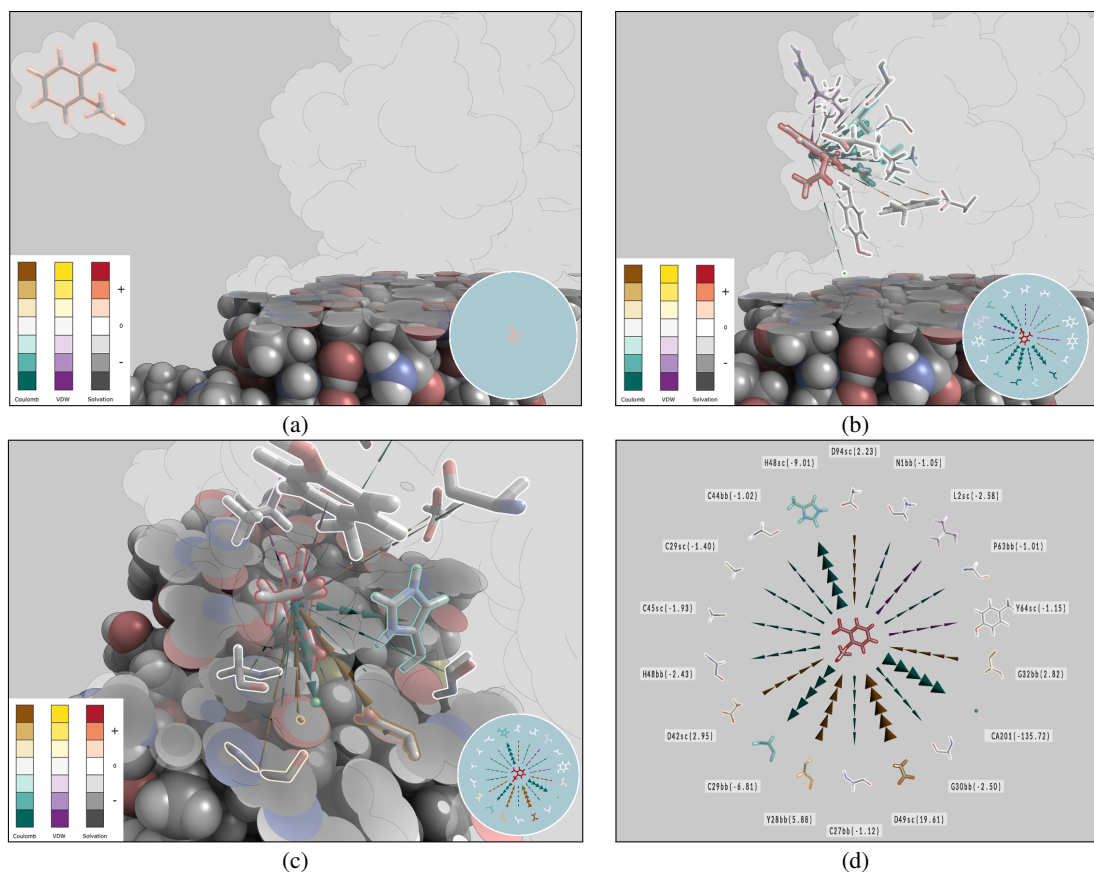 +
o
-
Coulomb VDW Solvation
(a)
+
o
-
Coulomb VDW Solvation
(b)
+
o
-
Coulomb VDW Solvation
(c)
D94sc(2.23)
H48sc(-9.01)
N1bb(-1.05)
C44bb(-1.02)
L2sc(-2.58)
C29sc(-1.40)
P63bb(-1.01)
C45sc(-1.93)
Y64sc(-1.15)
H48bb(-2.43)
G32bb(2.82)
D42sc(2.95)
CA201(-135.72)
C29bb(-6.81)
G30bb(-2.50)
Y28bb(5.88)
D49sc(19.61)
C27bb(-1.12)
(d)